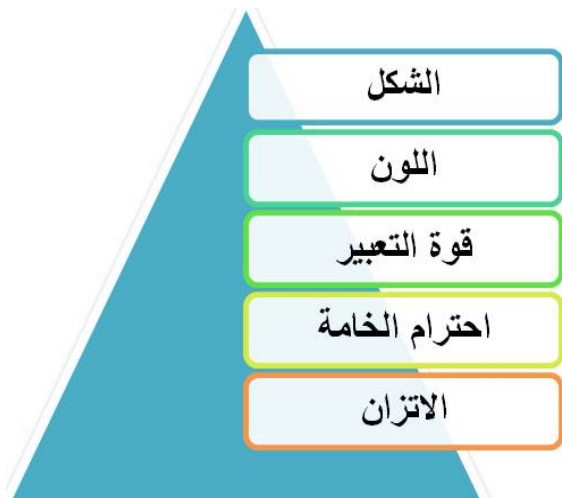 الشكل
اللون
قوة التعبير
احترام الخامة
الاتزان